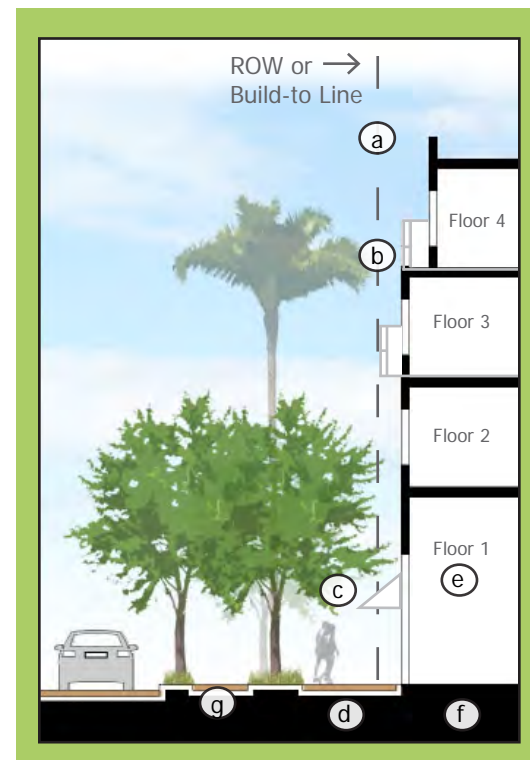 ROW or →
Build-to Line
a
Floor 4
b
Floor 3
Floor 2
Floor 1
c
e
g
d
f